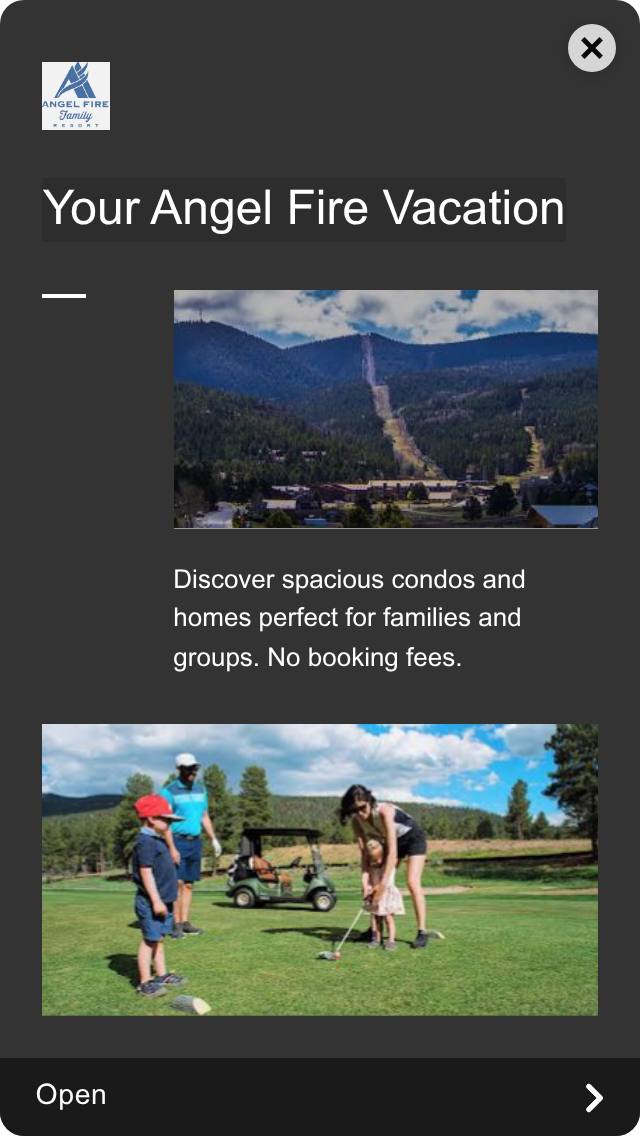 ANGEL FIRE
Family
RESORT
Your Angel Fire Vacation
Discover spacious condos and
homes perfect for families and
groups. No booking fees.
Open